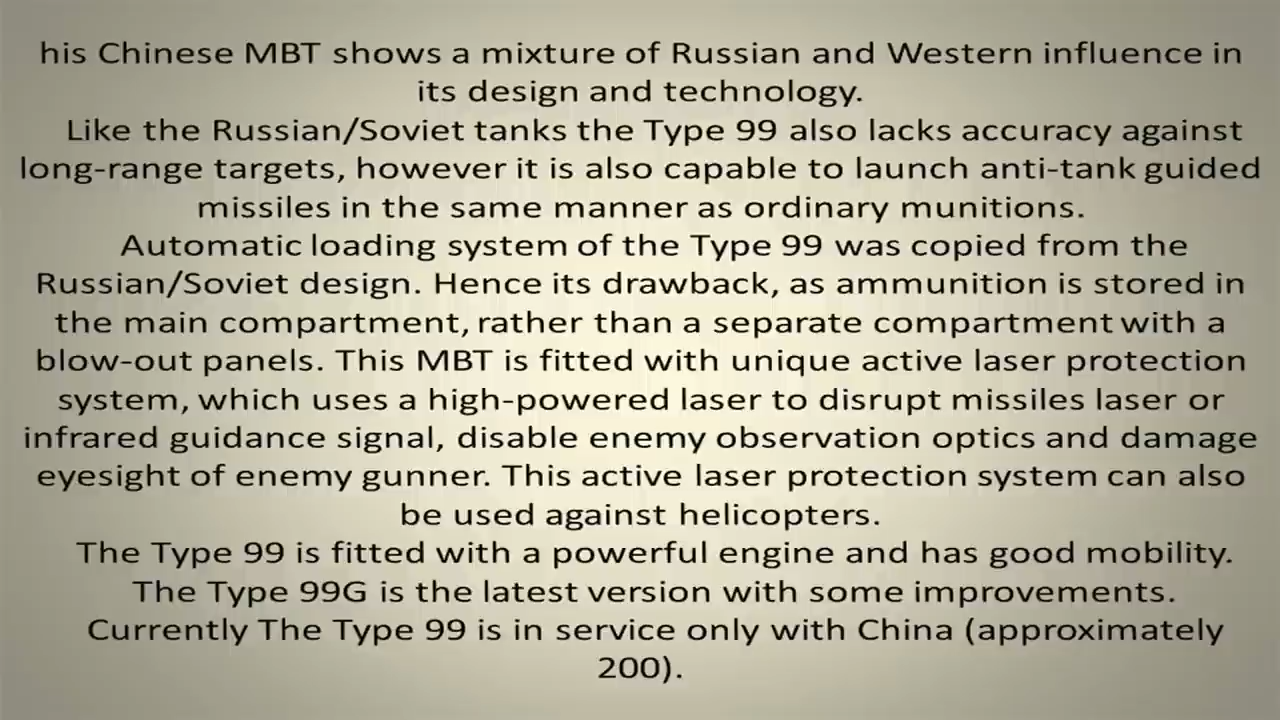 his Chinese MBT shows a mixture of Russian and Western influence in
its design and technology.
Like the Russian/Soviet tanks the Type 99 also lacks accuracy against
long-range targets, however it is also capable to launch anti-tank guided
missiles in the same manner as ordinary munitions.
Automatic loading system of the Type 99 was copied from the
Russian/Soviet design. Hence its drawback, as ammunition is stored in
the main compartment, rather than a separate compartment with a
blow-out panels. This MBT is fitted with unique active laser protection
system, which uses a high-powered laser to disrupt missiles laser or
infrared guidance signal, disable enemy observation optics and damage
eyesight of enemy gunner. This active laser protection system can also
be used against helicopters.
The Type 99 is fitted with a powerful engine and has good mobility.
The Type 99G is the latest version with some improvements.
Currently The Type 99 is in service only with China (approximately
200).